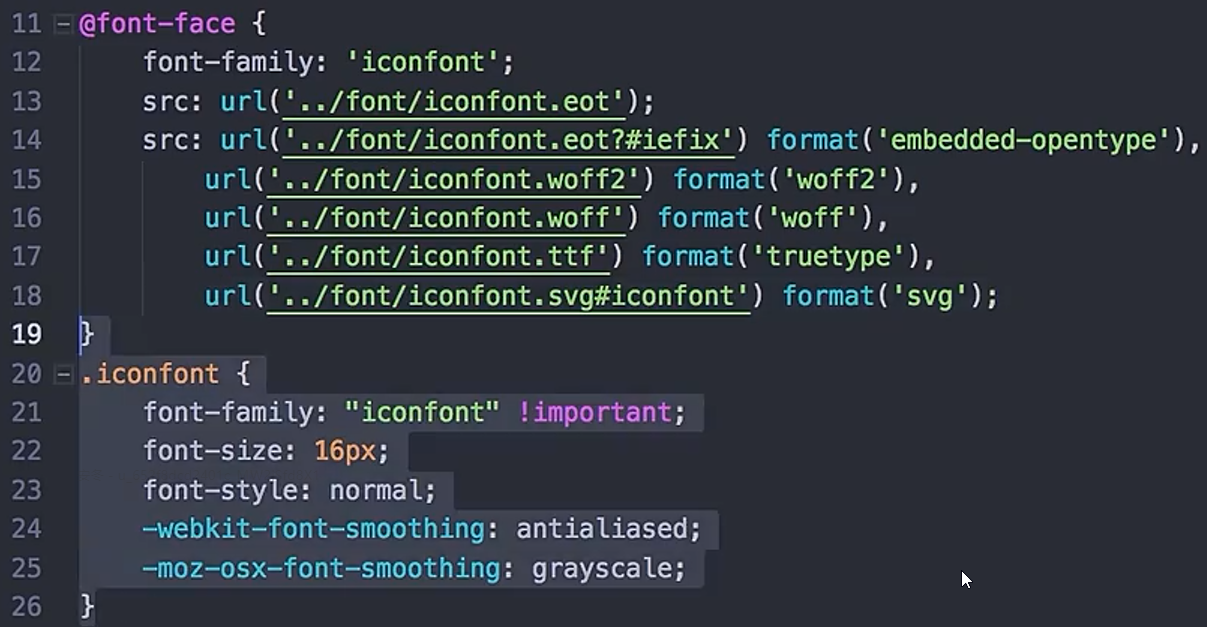 11 @font-face {
12 font-family: 'iconfont';
13 src: url('../font/iconfont.eot');
14 src: url('../font/iconfont.eot?#iefix') format('embedded-opentype'),
15 url('../font/iconfont.woff2') format('woff2'),
16 url('../font/iconfont.woff') format('woff'),
17 url('../font/iconfont.ttf') format('truetype'),
18 url('../font/iconfont.svg#iconfont') format('svg');
19 }
20 .iconfont {
21 font-family: "iconfont" !important;
22 font-size: 16px;
23 font-style: normal;
24 -webkit-font-smoothing: antialiased;
25 -moz-osx-font-smoothing: grayscale;
26 }